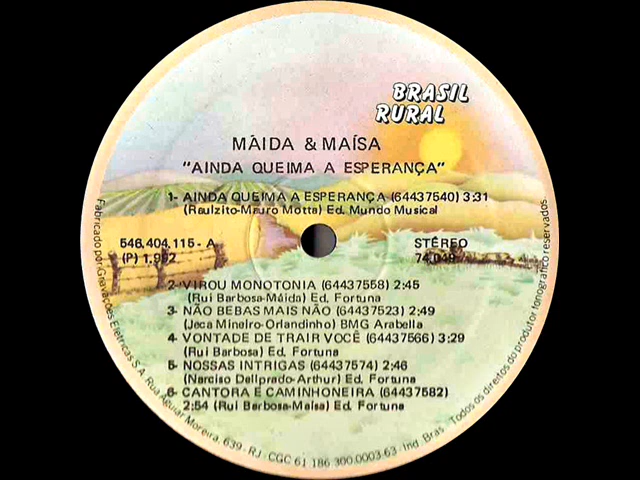 BRASIL
RURAL
MÁIDA & MAÍSA
"AINDA QUEIMA A ESPERANÇA"
1- AINDA QUEIMA A ESPERANÇA (64437540) 3:31
(Raulzito-Mauro Motta) Ed. Mundo Musical
546.404.115 - A
(P) 1.992
STÉREO
74.049
2- VIROU MONOTONIA (64437558) 2:45
(Rui Barbosa-Máida) Ed. Fortuna
3- NÃO BEBAS MAIS NÃO (64437523) 2:49
(Jeca Mineiro-Orlandinho) BMG Arabella
4- VONTADE DE TRAIR VOCÊ (64437566) 3:29
(Rui Barbosa) Ed. Fortuna
5- NOSSAS INTRIGAS (64437574) 2:46
(Narciso Dellprado-Arthur) Ed. Fortuna
6- CANTORA E CAMINHONEIRA (64437582)
2:54 (Rui Barbosa-Maísa) Ed. Fortuna
Fabricado por Gravações Elétricas S.A. Rua Aguiar Moreira, 639 - RJ - CGC 61 186.300.0003-63 - Ind. Bras - Todos os direitos do produtor fonográfico reservados